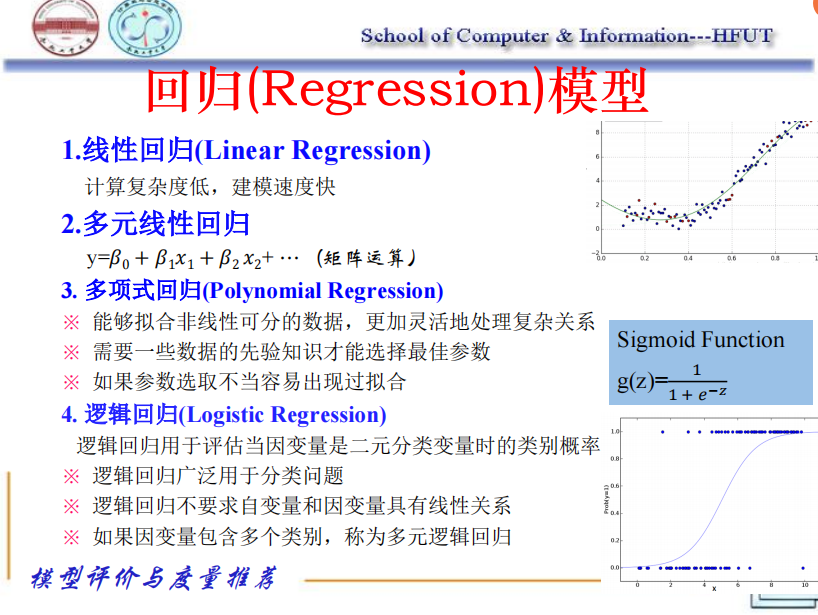 School of Computer & Information---HFUT
回归(Regression)模型
1.线性回归(Linear Regression)
计算复杂度低，建模速度快
2.多元线性回归
y=β₀ + β₁x₁ + β₂ x₂+ ⋯ （矩阵运算）
3. 多项式回归(Polynomial Regression)
※ 能够拟合非线性可分的数据，更加灵活地处理复杂关系
※ 需要一些数据的先验知识才能选择最佳参数
※ 如果参数选取不当容易出现过拟合
4. 逻辑回归(Logistic Regression)
逻辑回归用于评估当因变量是二元分类变量时的类别概率
※ 逻辑回归广泛用于分类问题
※ 逻辑回归不要求自变量和因变量具有线性关系
※ 如果因变量包含多个类别，称为多元逻辑回归
模型评价与度量推荐
8
6
4
2
0
−2
0.0 0.2 0.4 0.6 0.8 1
Sigmoid Function
g(z)=1/(1 + e⁻ᶻ)
1.0
0.8
0.6
0.4
0.2
0.0
Prob(y=1)
0 2 4 6 8 10
X